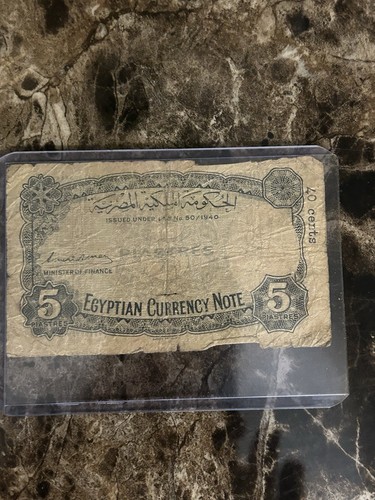 الحكومة الملكية المصرية
ISSUED UNDER LAW No. 50/1940
40 cents
MINISTER OF FINANCE
5 PIASTRES
EGYPTIAN CURRENCY NOTE
5 PIASTRES